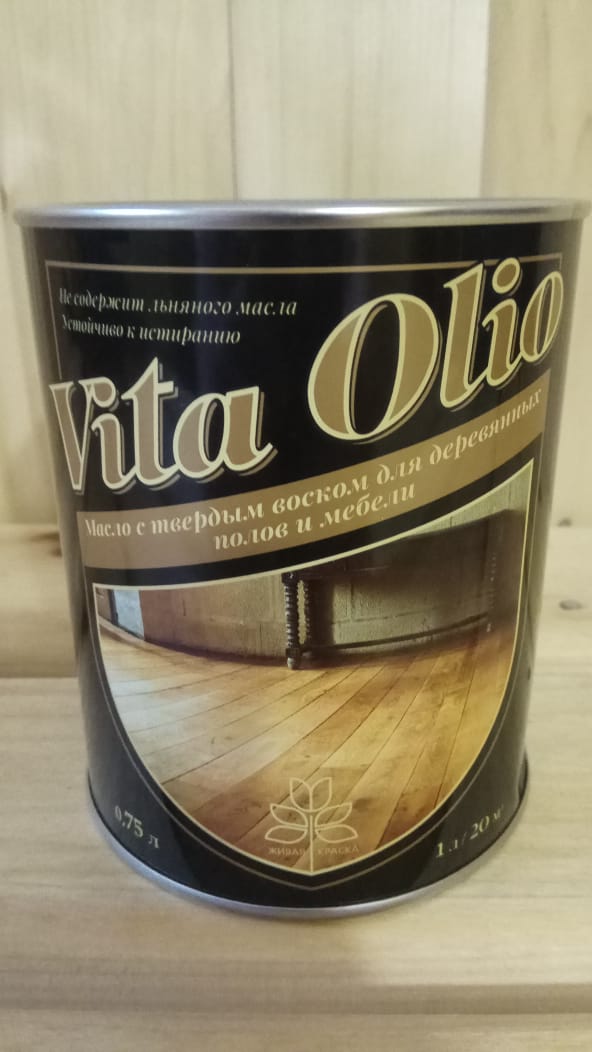 Не содержит льняного масла
Устойчиво к истиранию
Vita Olio
Масло с твердым воском для деревянных
полов и мебели
ЖИВАЯ КРАСКА
0,75 л
1 л / 20 м²